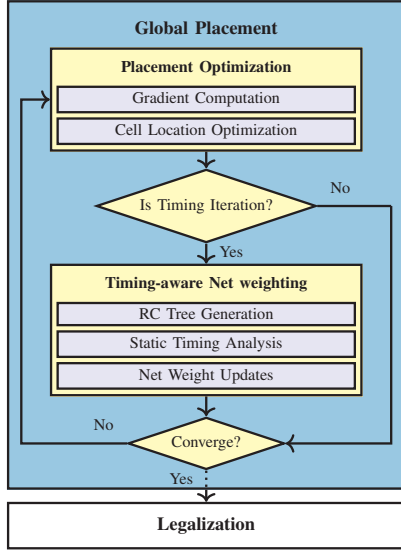 Global Placement
Placement Optimization
Gradient Computation
Cell Location Optimization
Is Timing Iteration?
No
Yes
Timing-aware Net weighting
RC Tree Generation
Static Timing Analysis
Net Weight Updates
No
Converge?
Yes
Legalization